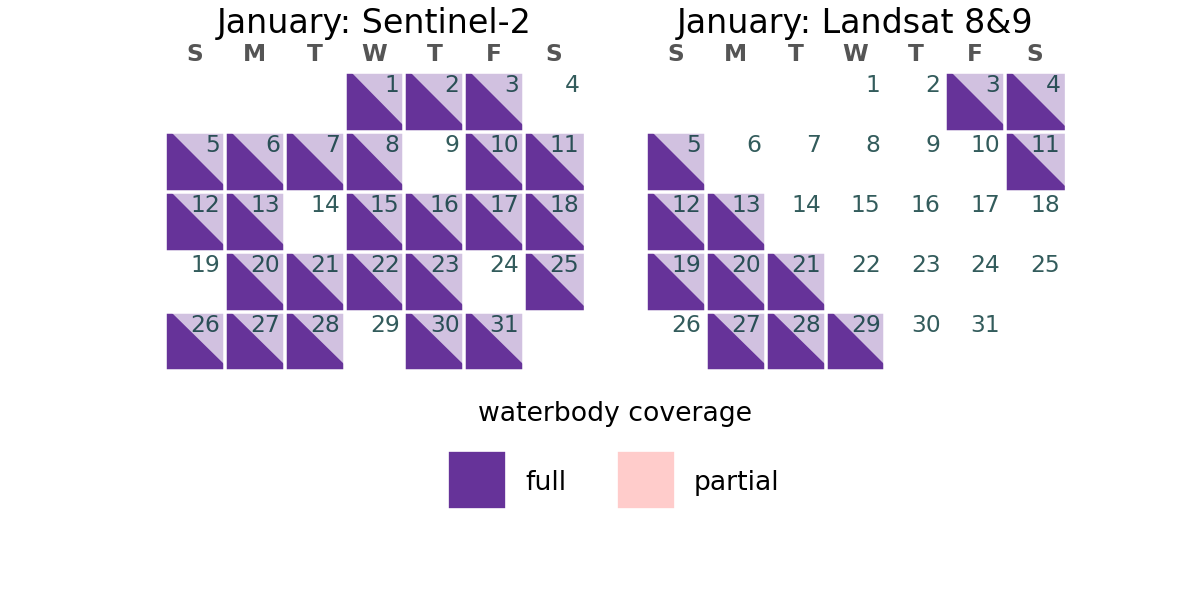 January: Sentinel-2
S M T W T F S
1 2 3 4
5 6 7 8 9 10 11
12 13 14 15 16 17 18
19 20 21 22 23 24 25
26 27 28 29 30 31
January: Landsat 8&9
S M T W T F S
1 2 3 4
5 6 7 8 9 10 11
12 13 14 15 16 17 18
19 20 21 22 23 24 25
26 27 28 29 30 31
waterbody coverage
full partial